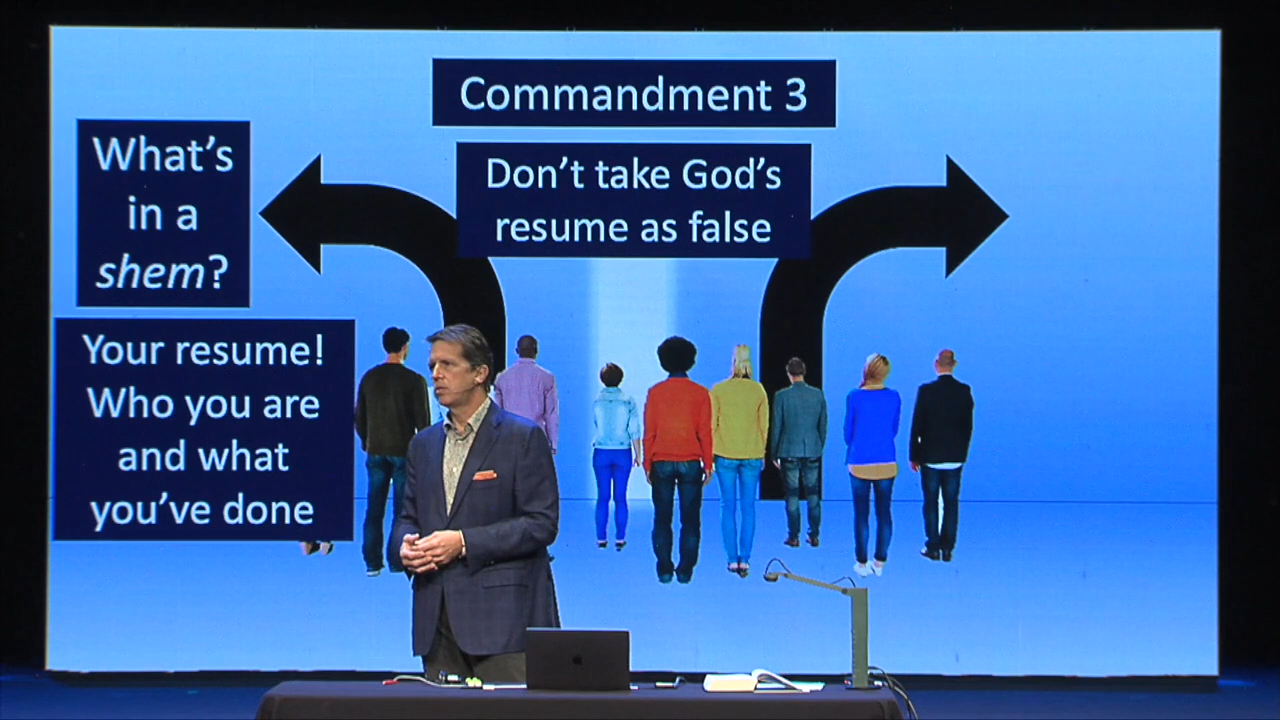 Commandment 3
Don't take God's
resume as false
What's
in a
shem?
Your resume!
Who you are
and what
you've done